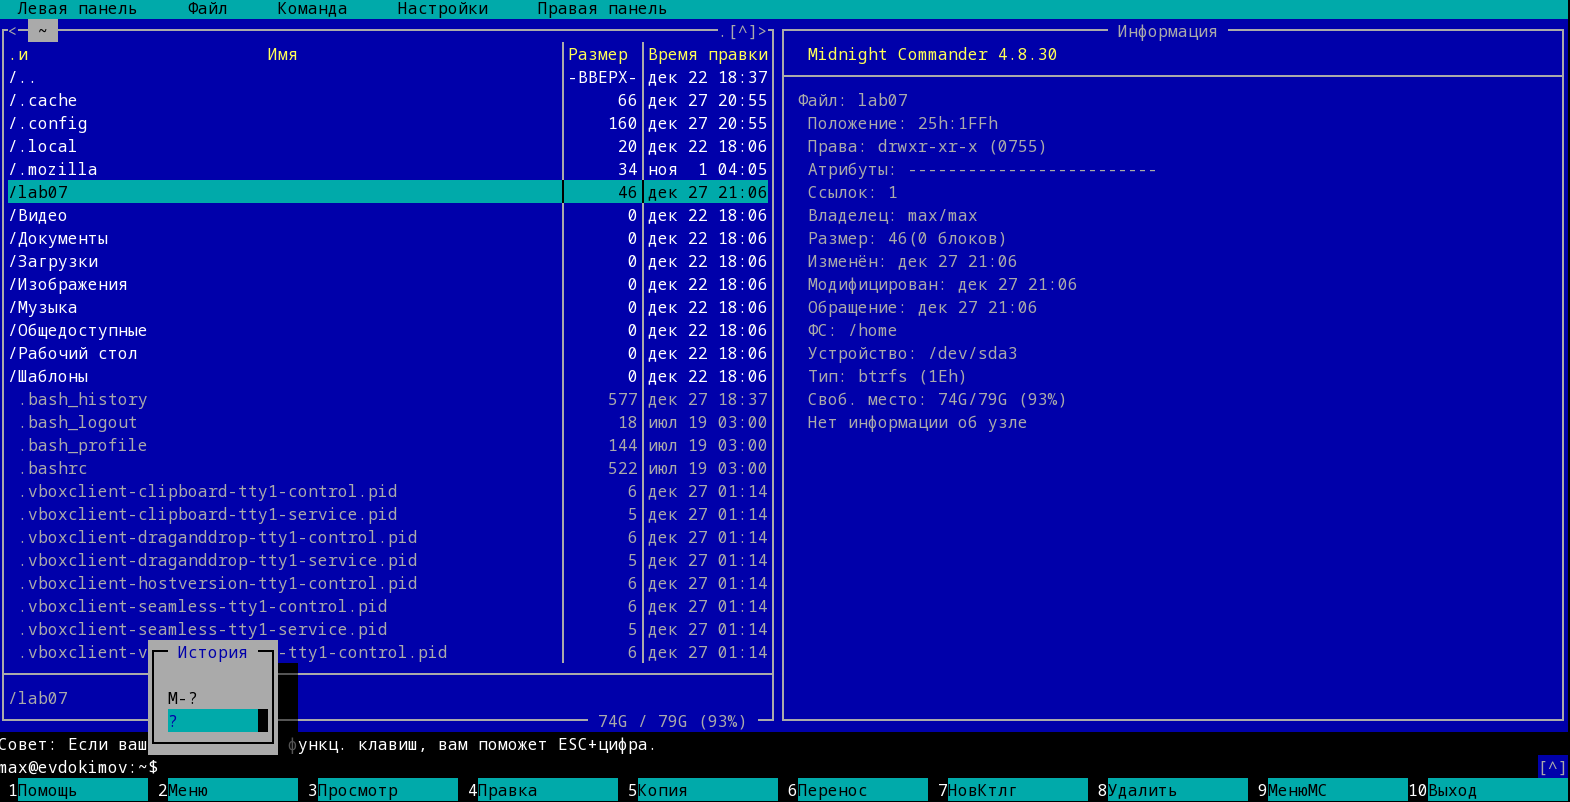 Левая панель Файл Команда Настройки Правая панель
<─ ~ .[^]>
.и Имя Размер Время правки
/.. -ВВЕРХ- дек 22 18:37
/.cache 66 дек 27 20:55
/.config 160 дек 27 20:55
/.local 20 дек 22 18:06
/.mozilla 34 ноя 1 04:05
/lab07 46 дек 27 21:06
/Видео 0 дек 22 18:06
/Документы 0 дек 22 18:06
/Загрузки 0 дек 22 18:06
/Изображения 0 дек 22 18:06
/Музыка 0 дек 22 18:06
/Общедоступные 0 дек 22 18:06
/Рабочий стол 0 дек 22 18:06
/Шаблоны 0 дек 22 18:06
.bash_history 577 дек 27 18:37
.bash_logout 18 июл 19 03:00
.bash_profile 144 июл 19 03:00
.bashrc 522 июл 19 03:00
.vboxclient-clipboard-tty1-control.pid 6 дек 27 01:14
.vboxclient-clipboard-tty1-service.pid 5 дек 27 01:14
.vboxclient-draganddrop-tty1-control.pid 6 дек 27 01:14
.vboxclient-draganddrop-tty1-service.pid 5 дек 27 01:14
.vboxclient-hostversion-tty1-control.pid 6 дек 27 01:14
.vboxclient-seamless-tty1-control.pid 6 дек 27 01:14
.vboxclient-seamless-tty1-service.pid 5 дек 27 01:14
.vboxclient-v -tty1-control.pid 6 дек 27 01:14
/lab07
74G / 79G (93%)
История
M-?
?
Информация
Midnight Commander 4.8.30
Файл: lab07
Положение: 25h:1FFh
Права: drwxr-xr-x (0755)
Атрибуты: -------------------------
Ссылок: 1
Владелец: max/max
Размер: 46(0 блоков)
Изменён: дек 27 21:06
Модифицирован: дек 27 21:06
Обращение: дек 27 21:06
ФС: /home
Устройство: /dev/sda3
Тип: btrfs (1Eh)
Своб. место: 74G/79G (93%)
Нет информации об узле
Совет: Если ваш функц. клавиш, вам поможет ESC+цифра.
max@evdokimov:~$ [^]
1Помощь 2Меню 3Просмотр 4Правка 5Копия 6Перенос 7НовКтлг 8Удалить 9МенюMC 10Выход